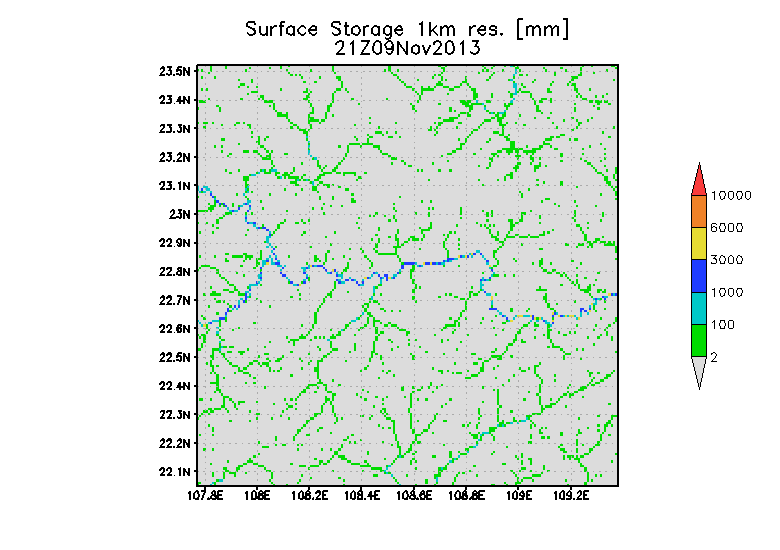 Surface Storage 1km res. [mm]
21Z09Nov2013
23.5N
23.4N
23.3N
23.2N
23.1N
23N
22.9N
22.8N
22.7N
22.6N
22.5N
22.4N
22.3N
22.2N
22.1N
107.8E 108E 108.2E 108.4E 108.6E 108.8E 109E 109.2E
10000
6000
3000
1000
100
2